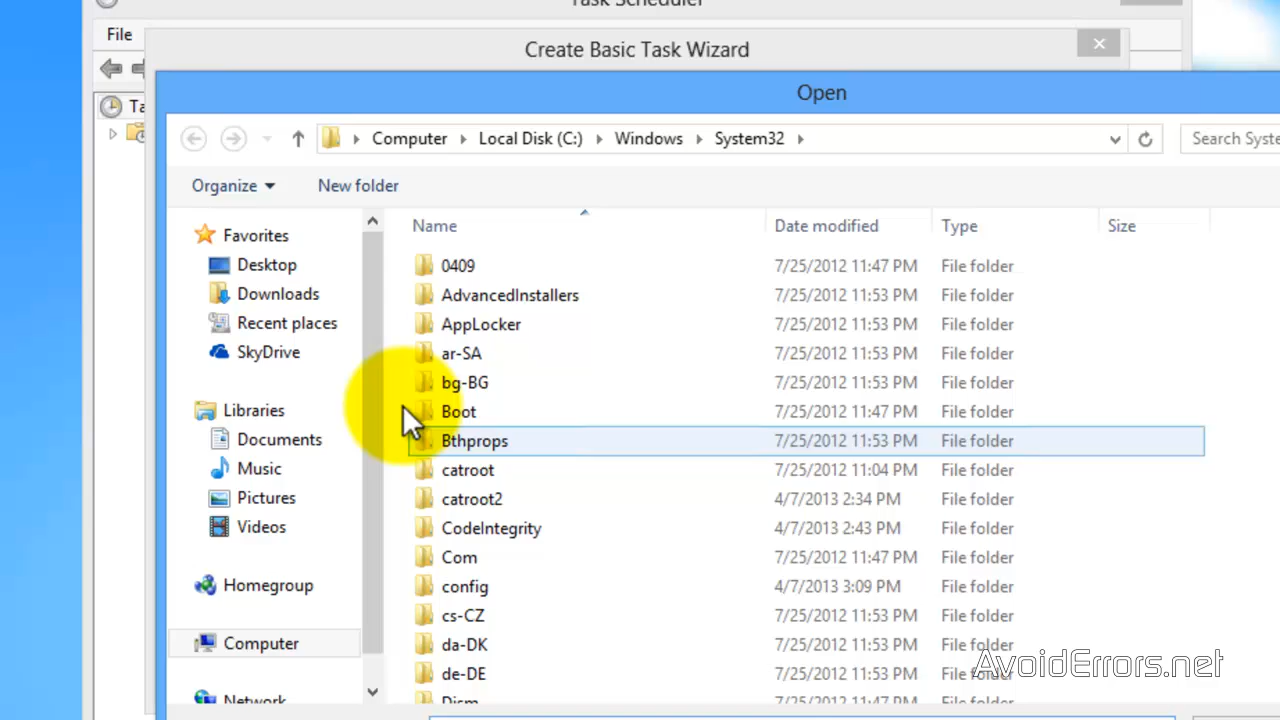 Task Scheduler
File
Create Basic Task Wizard
Open
Computer Local Disk (C:) Windows System32
Search Syste
Organize New folder
Name Date modified Type Size
Favorites
Desktop
Downloads
Recent places
SkyDrive
Libraries
Documents
Music
Pictures
Videos
Homegroup
Computer
Network
0409 7/25/2012 11:47 PM File folder
AdvancedInstallers 7/25/2012 11:53 PM File folder
AppLocker 7/25/2012 11:53 PM File folder
ar-SA 7/25/2012 11:53 PM File folder
bg-BG 7/25/2012 11:53 PM File folder
Boot 7/25/2012 11:47 PM File folder
Bthprops 7/25/2012 11:53 PM File folder
catroot 7/25/2012 11:04 PM File folder
catroot2 4/7/2013 2:34 PM File folder
CodeIntegrity 4/7/2013 2:43 PM File folder
Com 7/25/2012 11:47 PM File folder
config 4/7/2013 3:09 PM File folder
cs-CZ 7/25/2012 11:53 PM File folder
da-DK 7/25/2012 11:53 PM File folder
de-DE 7/25/2012 11:53 PM File folder
Dism 7/25/2012 11:47 PM File folder
AvoidErrors.net